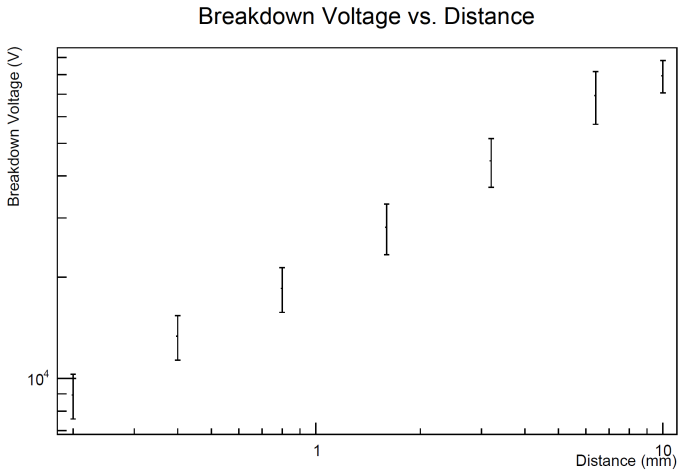 Breakdown Voltage vs. Distance
Breakdown Voltage (V)
10⁴
1
10
Distance (mm)